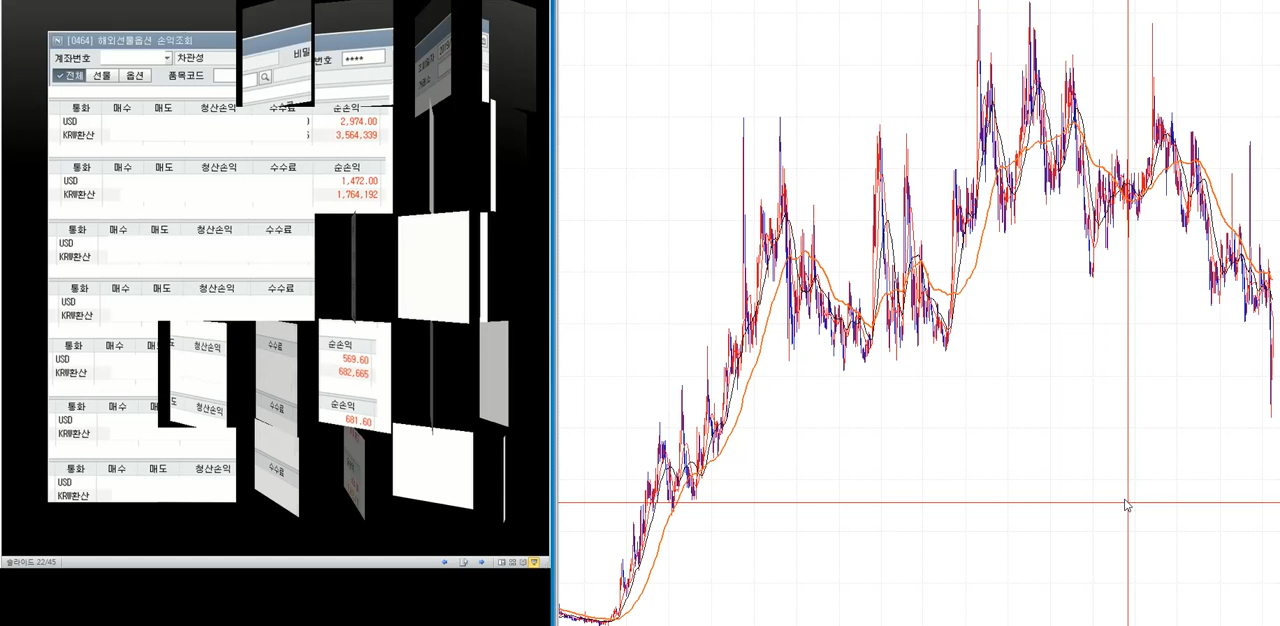 [0464] 해외선물옵션 손익조회
계좌번호 차관성 비밀 번호 ****
전체 선물 옵션 품목코드
통화 매수 매도 청산손익 수수료 순손익
USD 2,974.00
KRW환산 3,564,339
통화 매수 매도 청산손익 수수료 순손익
USD 1,472.00
KRW환산 1,764,192
통화 매수 매도 청산손익 수수료
USD
KRW환산
통화 매수 매도 청산손익 수수료
USD
KRW환산
통화 매수 매 청산손익 수수료 순손익
USD 569.60
KRW환산 682,665
통화 매수 매 도 청산손익 수수료 순손익
USD 681.60
KRW환산
통화 매수 매도 청산손익 수수료
USD
KRW환산
슬라이드 22/45